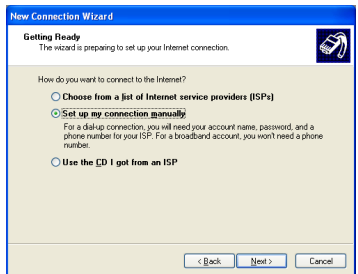 New Connection Wizard
Getting Ready
The wizard is preparing to set up your Internet connection.
How do you want to connect to the Internet?
Choose from a list of Internet service providers (ISPs)
Set up my connection manually
For a dial-up connection, you will need your account name, password, and a
phone number for your ISP. For a broadband account, you won't need a phone
number.
Use the CD I got from an ISP
< Back
Next >
Cancel